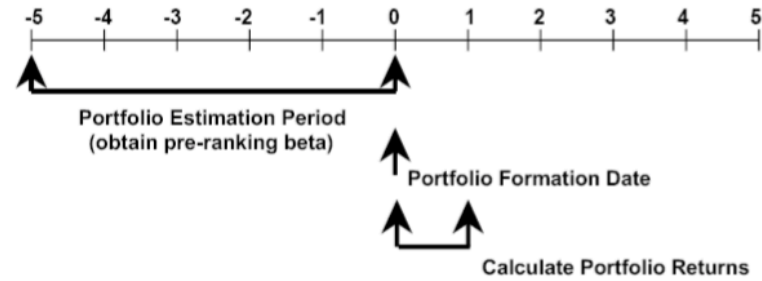 -5 -4 -3 -2 -1 0 1 2 3 4 5
Portfolio Estimation Period
(obtain pre-ranking beta)
Portfolio Formation Date
Calculate Portfolio Returns